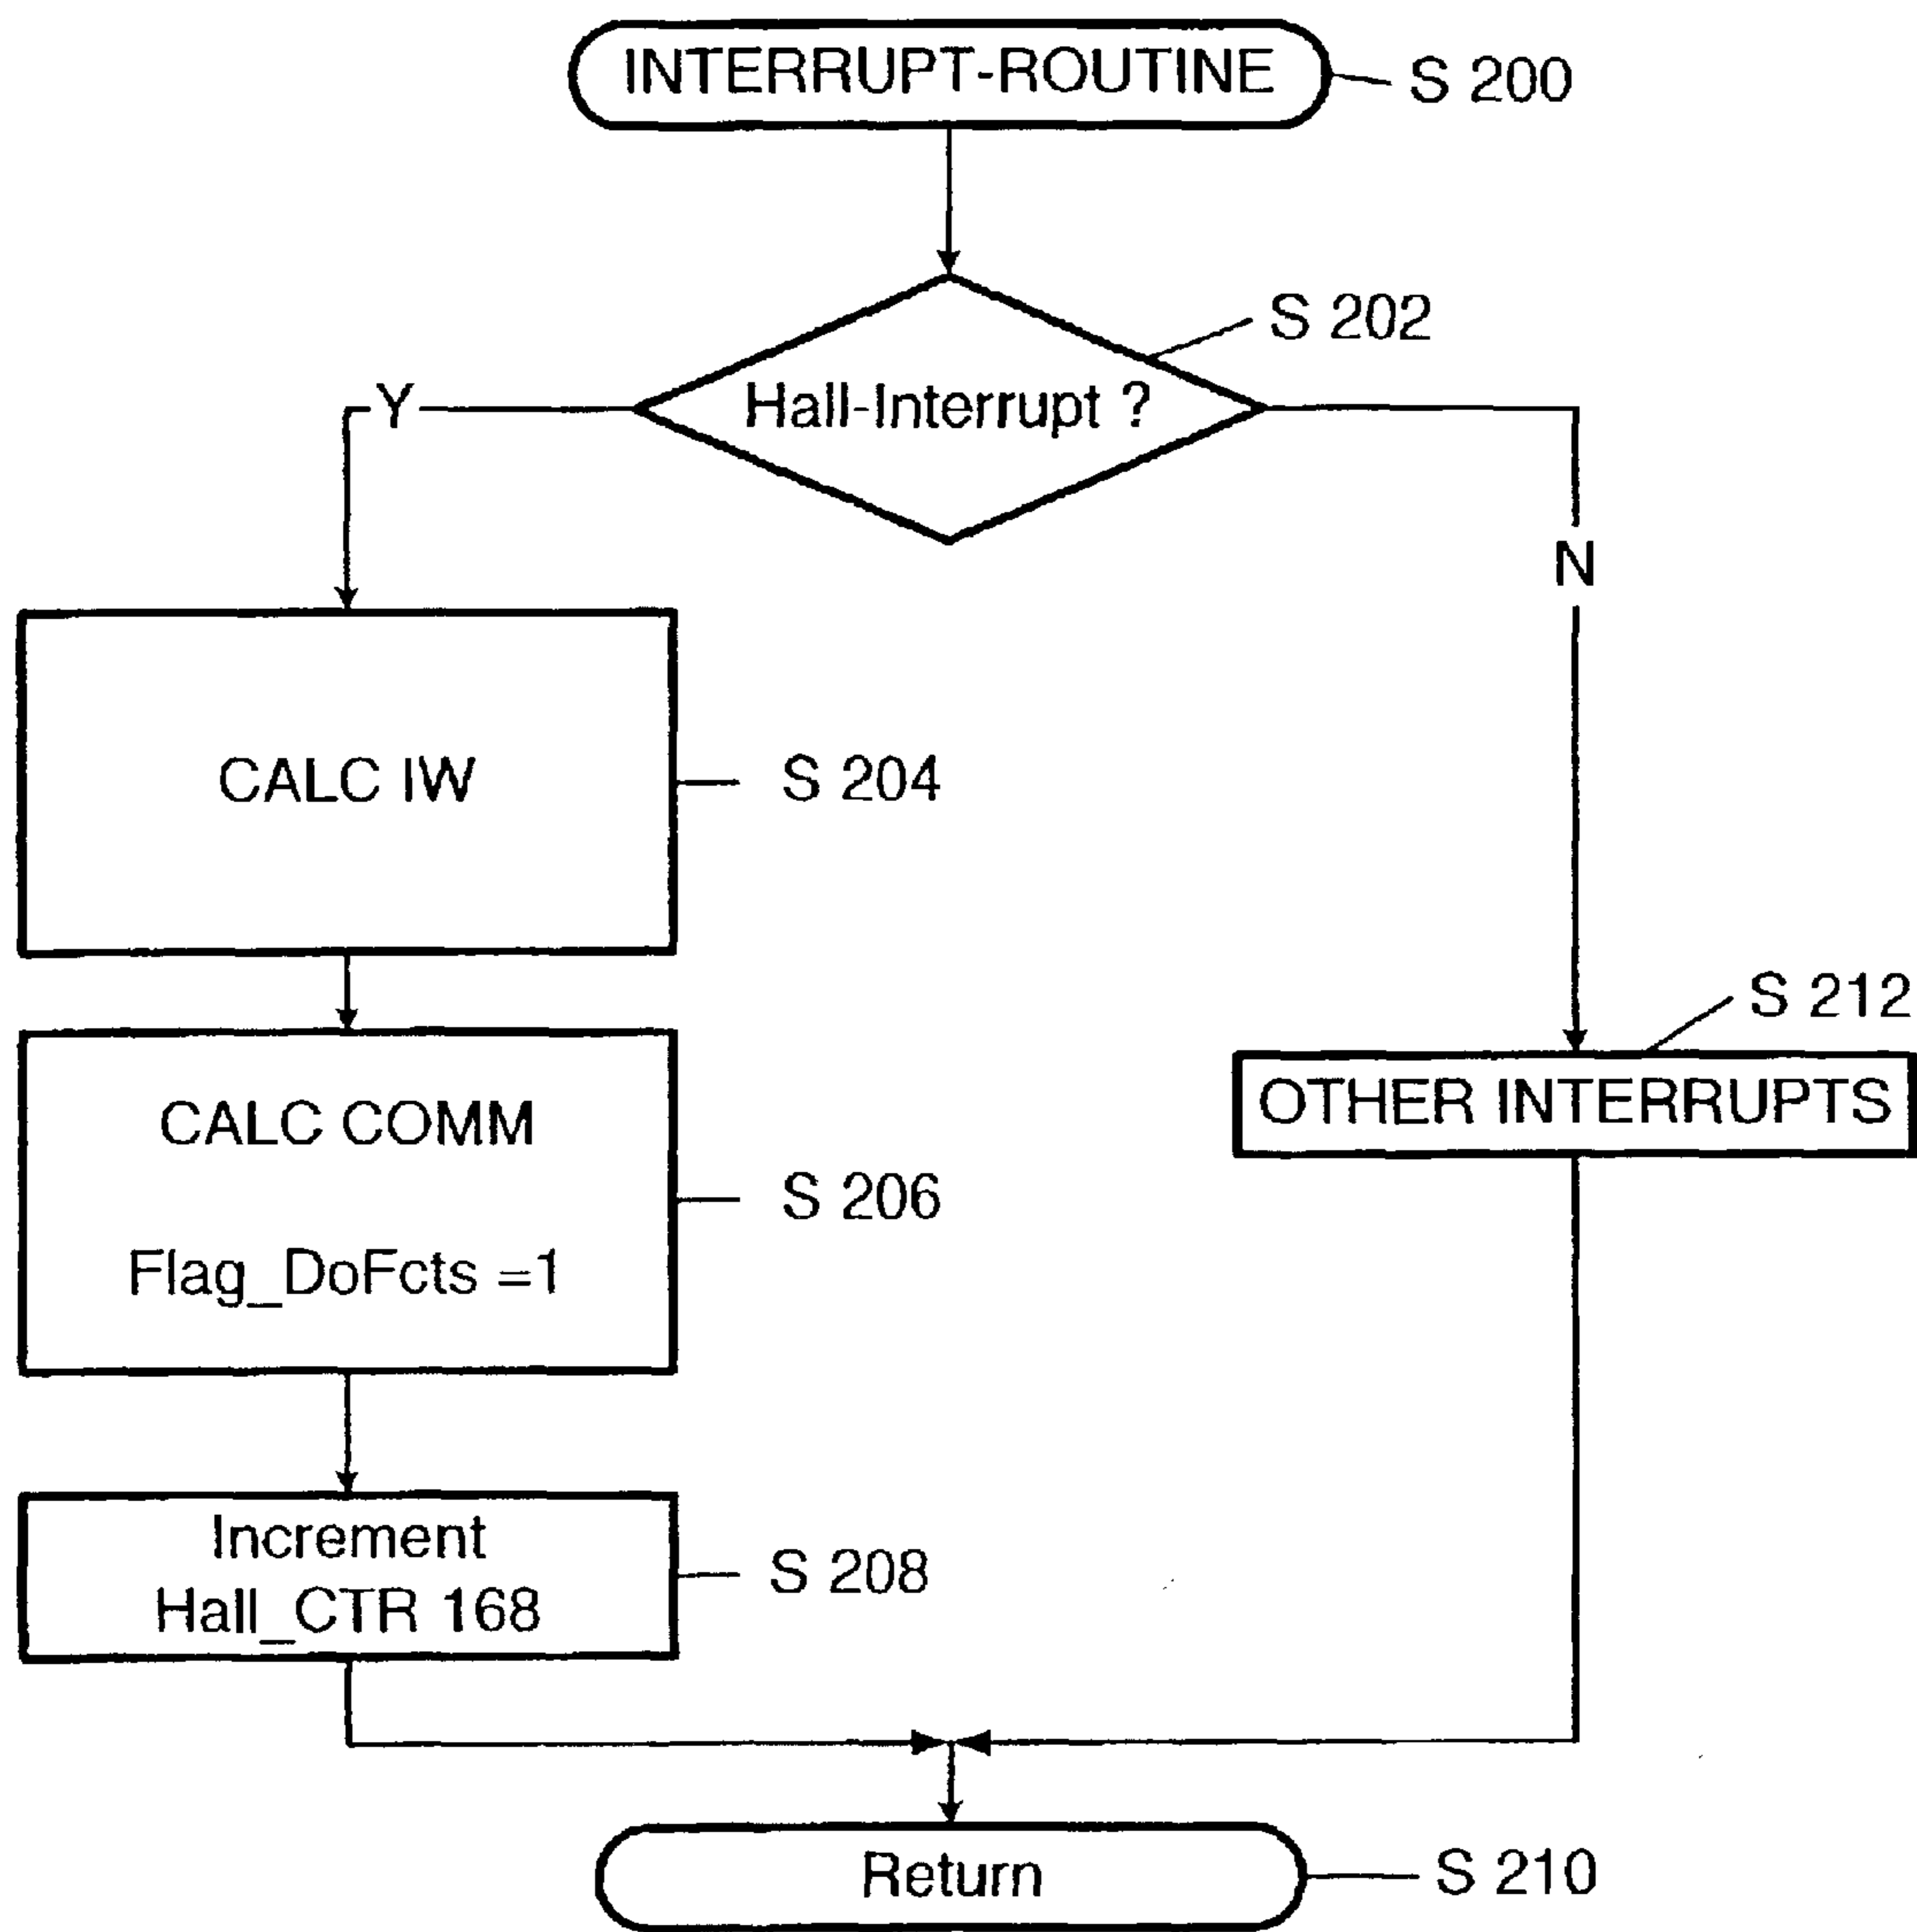 INTERRUPT-ROUTINE
S 200
S 202
Hall-Interrupt ?
Y
N
CALC IW
S 204
S 212
OTHER INTERRUPTS
CALC COMM
S 206
Flag_DoFcts =1
Increment
Hall_CTR 168
S 208
Return
S 210